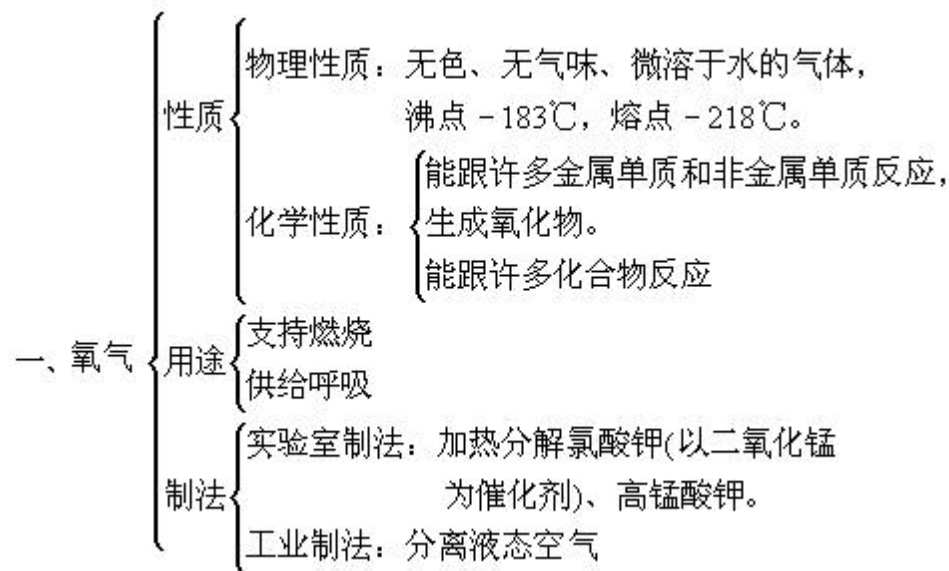 物理性质：无色、无气味、微溶于水的气体，
性质
沸点－183℃，熔点－218℃。
能跟许多金属单质和非金属单质反应，
化学性质：
生成氧化物。
能跟许多化合物反应
支持燃烧
一、氧气
用途
供给呼吸
实验室制法：加热分解氯酸钾(以二氧化锰
制法
为催化剂)、高锰酸钾。
工业制法：分离液态空气